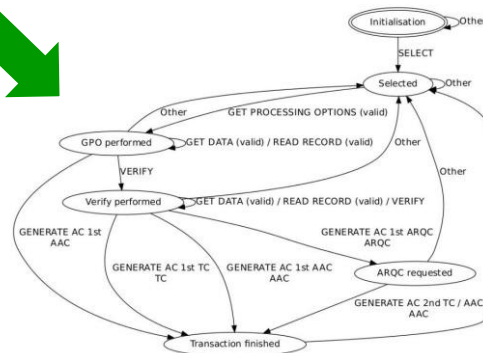 Initialisation
Other
SELECT
Selected
Other
Other
GET PROCESSING OPTIONS (valid)
GPO performed
GET DATA (valid) / READ RECORD (valid)
Other
Other
VERIFY
Verify performed
GET DATA (valid) / READ RECORD (valid) / VERIFY
GENERATE AC 1st
AAC
GENERATE AC 1st TC
TC
GENERATE AC 1st AAC
AAC
GENERATE AC 1st ARQC
ARQC
ARQC requested
GENERATE AC 2nd TC / AAC
AAC
Transaction finished